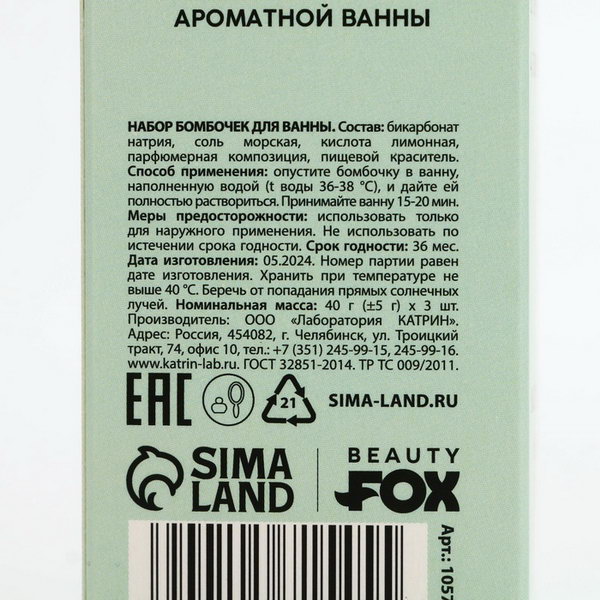 АРОМАТНОЙ ВАННЫ
НАБОР БОМБОЧЕК ДЛЯ ВАННЫ. Состав: бикарбонат
натрия, соль морская, кислота лимонная,
парфюмерная композиция, пищевой краситель.
Способ применения: опустите бомбочку в ванну,
наполненную водой (t воды 36-38 °C), и дайте ей
полностью раствориться. Принимайте ванну 15-20 мин.
Меры предосторожности: использовать только
для наружного применения. Не использовать по
истечении срока годности. Срок годности: 36 мес.
Дата изготовления: 05.2024. Номер партии равен
дате изготовления. Хранить при температуре не
выше 40 °C. Беречь от попадания прямых солнечных
лучей. Номинальная масса: 40 г (±5 г) х 3 шт.
Производитель: ООО «Лаборатория КАТРИН».
Адрес: Россия, 454082, г. Челябинск, ул. Троицкий
тракт, 74, офис 10, тел.: +7 (351) 245-99-15, 245-99-16.
www.katrin-lab.ru. ГОСТ 32851-2014. ТР ТС 009/2011.
EAC 21 SIMA-LAND.RU
SIMA
LAND
BEAUTY
FOX
Арт.: 1057